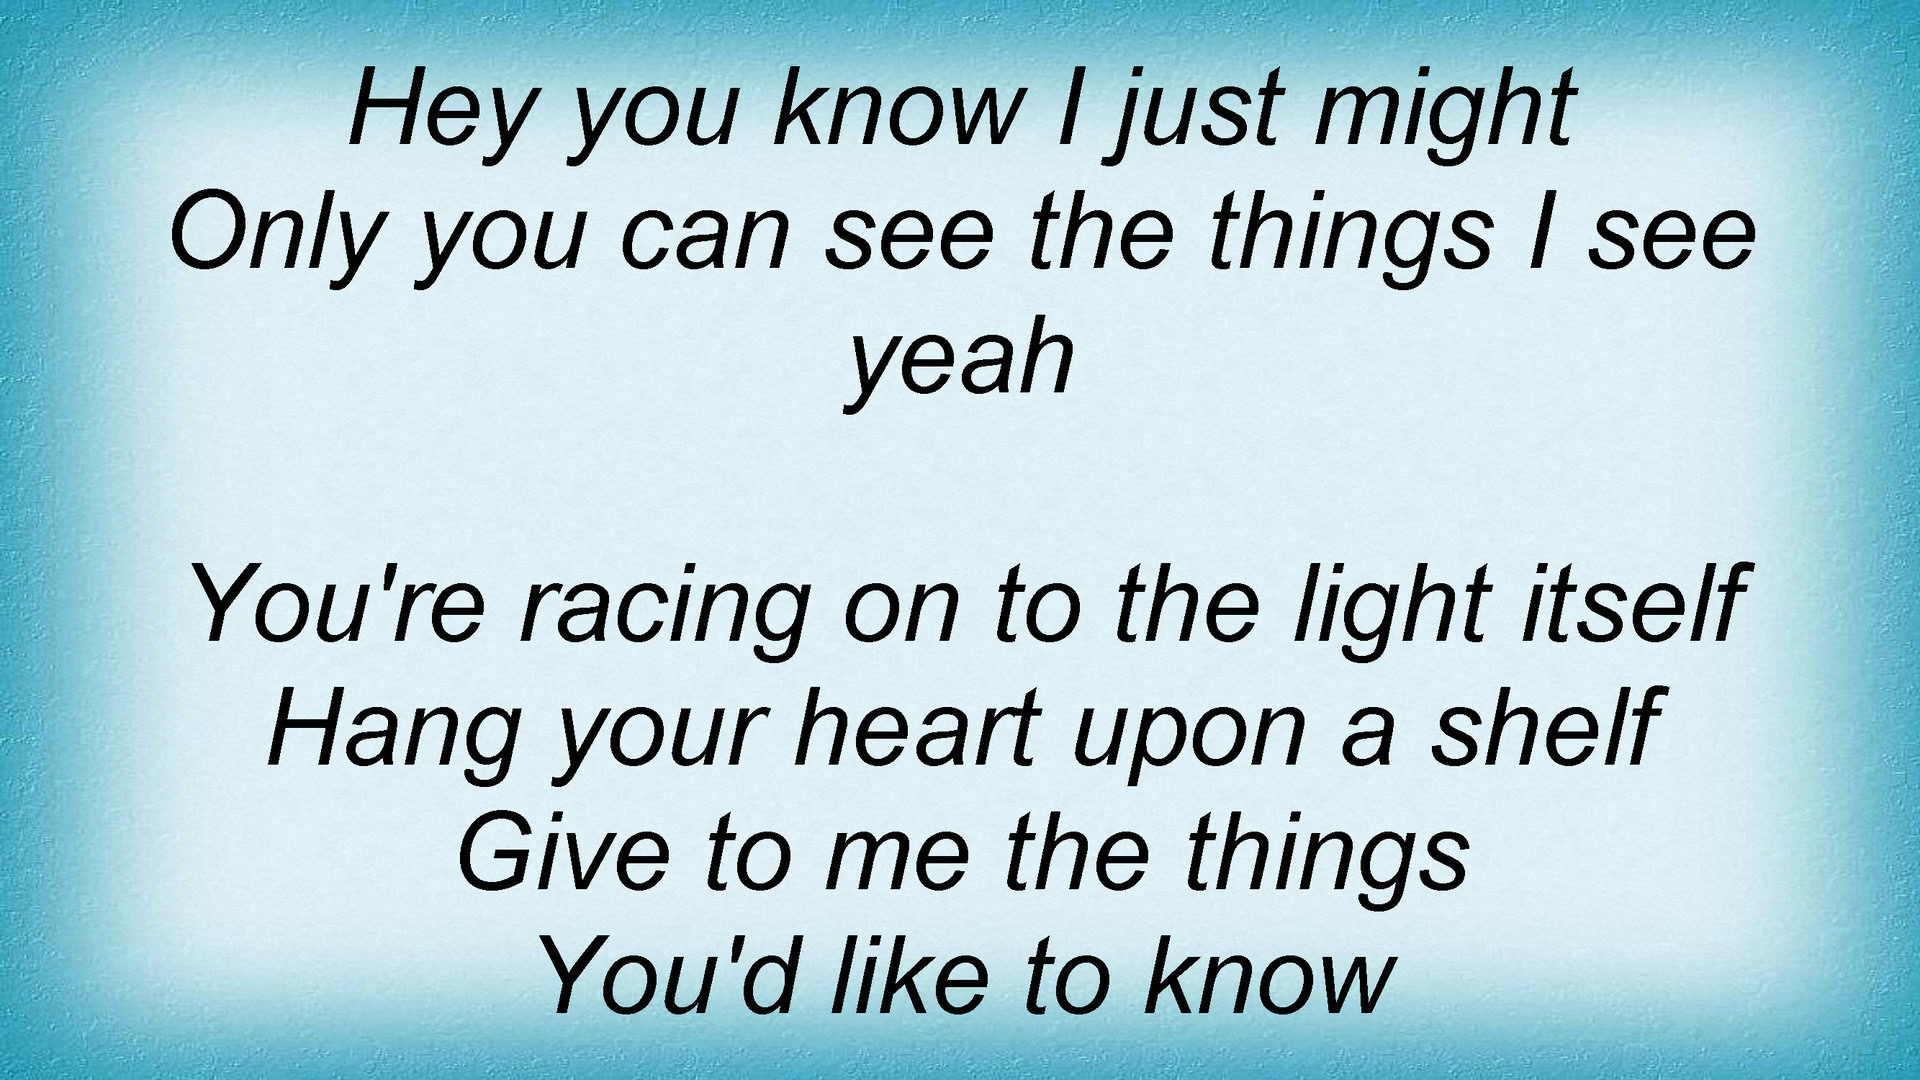 Hey you know I just might
Only you can see the things I see
yeah
You're racing on to the light itself
Hang your heart upon a shelf
Give to me the things
You'd like to know